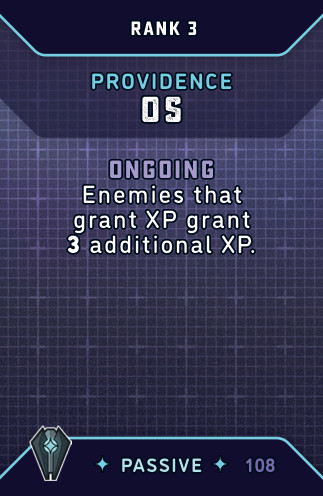 RANK 3
PROVIDENCE
OS
ONGOING
Enemies that
grant XP grant
3 additional XP.
PASSIVE 108